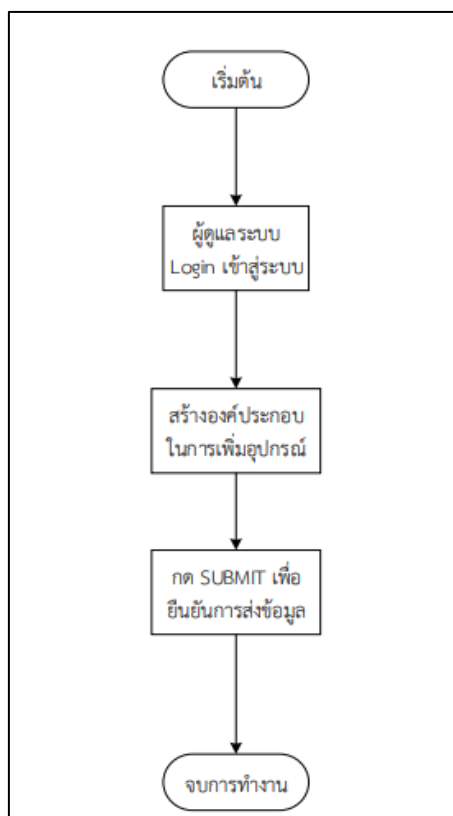 เริ่มต้น
ผู้ดูแลระบบ
Login เข้าสู่ระบบ
สร้างองค์ประกอบ
ในการเพิ่มอุปกรณ์
กด SUBMIT เพื่อ
ยืนยันการส่งข้อมูล
จบการทำงาน